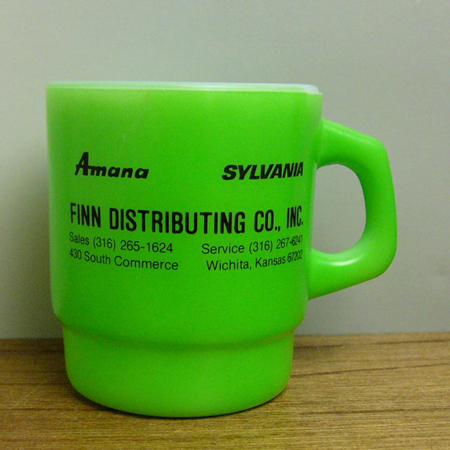 Amana SYLVANIA
FINN DISTRIBUTING CO., INC.
Sales (316) 265-1624 Service (316) 267-6241
430 South Commerce Wichita, Kansas 67202